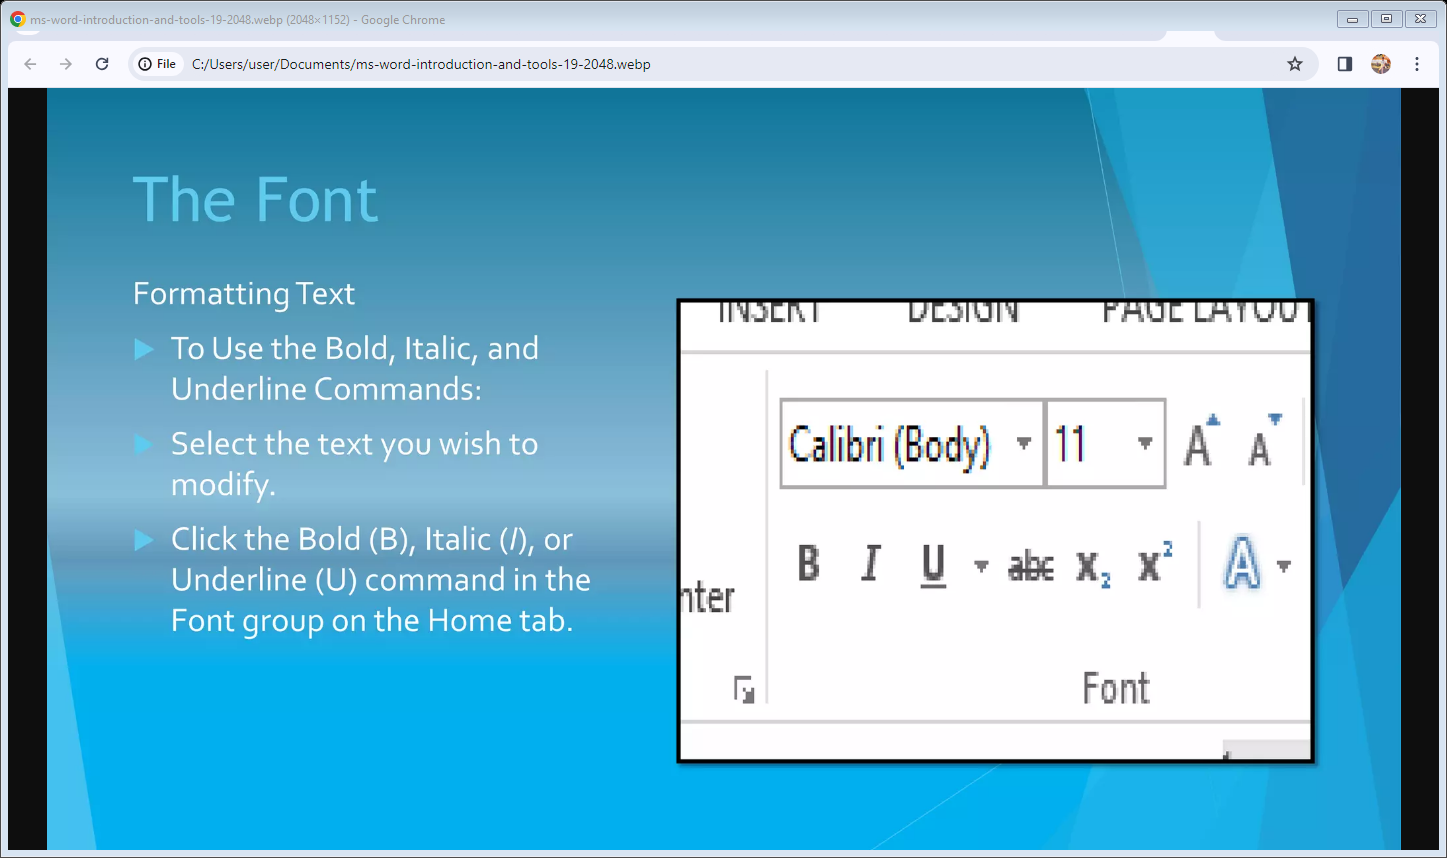 ms-word-introduction-and-tools-19-2048.webp (2048×1152) - Google Chrome
File C:/Users/user/Documents/ms-word-introduction-and-tools-19-2048.webp
The Font
Formatting Text
To Use the Bold, Italic, and
Underline Commands:
Select the text you wish to
modify.
Click the Bold (B), Italic (I), or
Underline (U) command in the
Font group on the Home tab.
INSERT DESIGN PAGE LAYOUT
Calibri (Body) 11 A A
B I U abc X2 X2 A
nter
Font